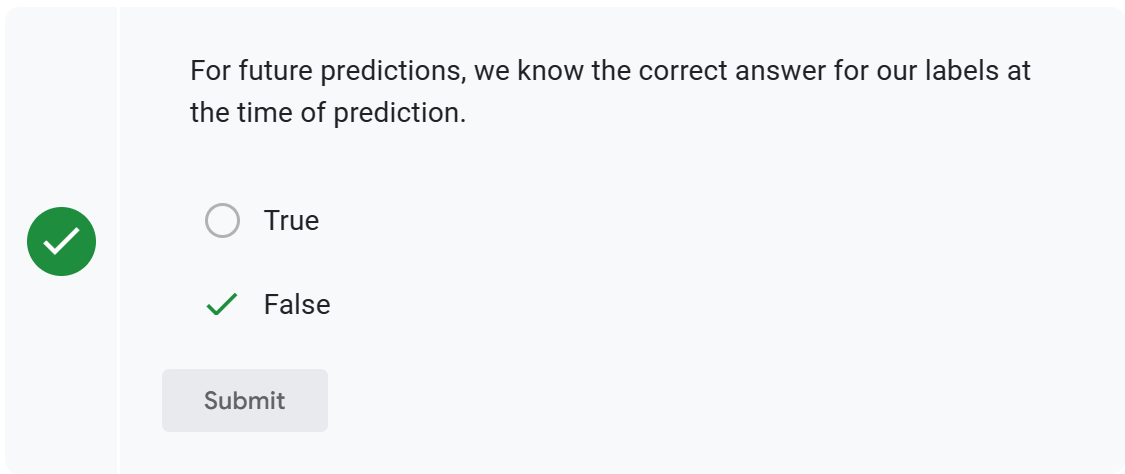 For future predictions, we know the correct answer for our labels at
the time of prediction.
True
False
Submit